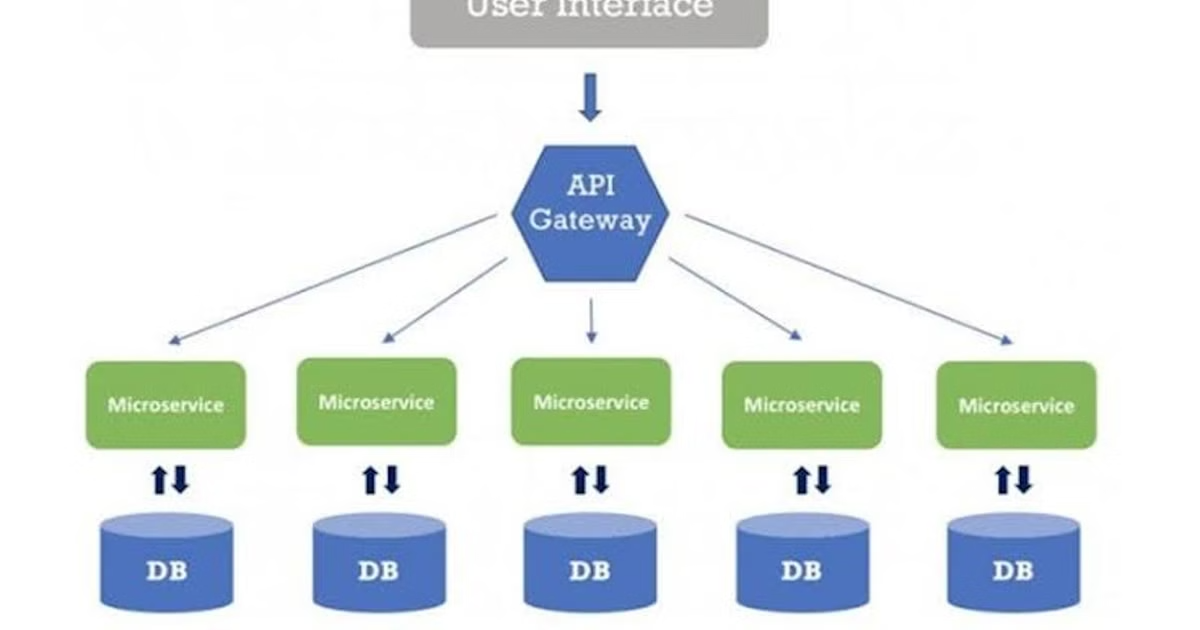 User Interface
API
Gateway
Microservice
Microservice
Microservice
Microservice
Microservice
DB
DB
DB
DB
DB